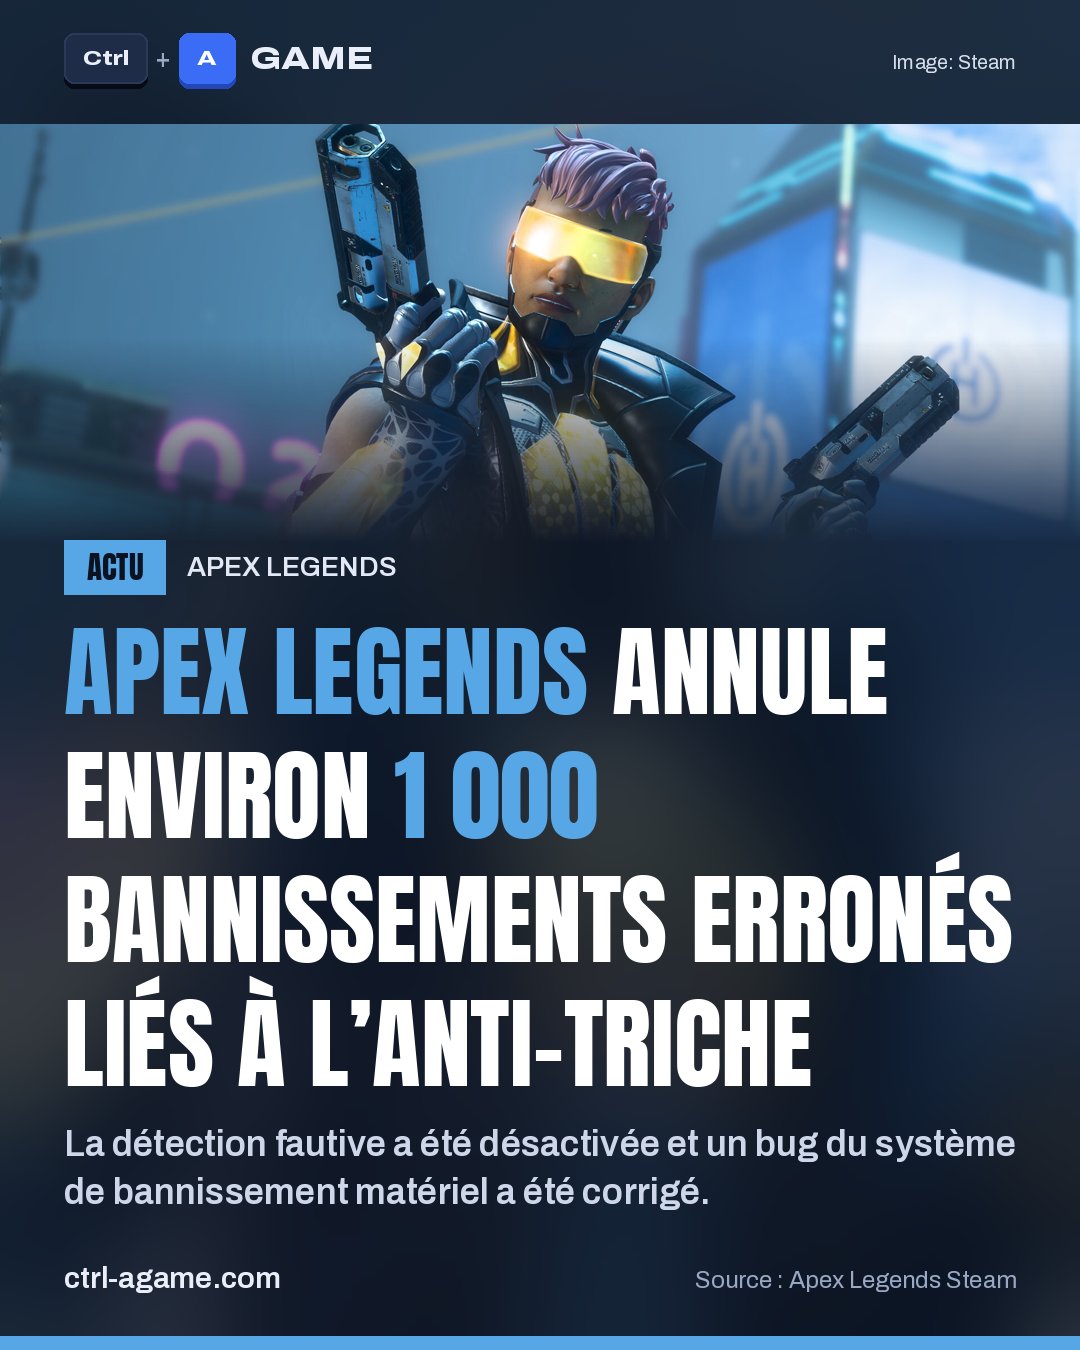 Ctrl + A GAME
Image: Steam
ACTU APEX LEGENDS
APEX LEGENDS ANNULE
ENVIRON 1 000
BANNISSEMENTS ERRONÉS
LIÉS À L’ANTI-TRICHE
La détection fautive a été désactivée et un bug du système
de bannissement matériel a été corrigé.
ctrl-agame.com
Source : Apex Legends Steam